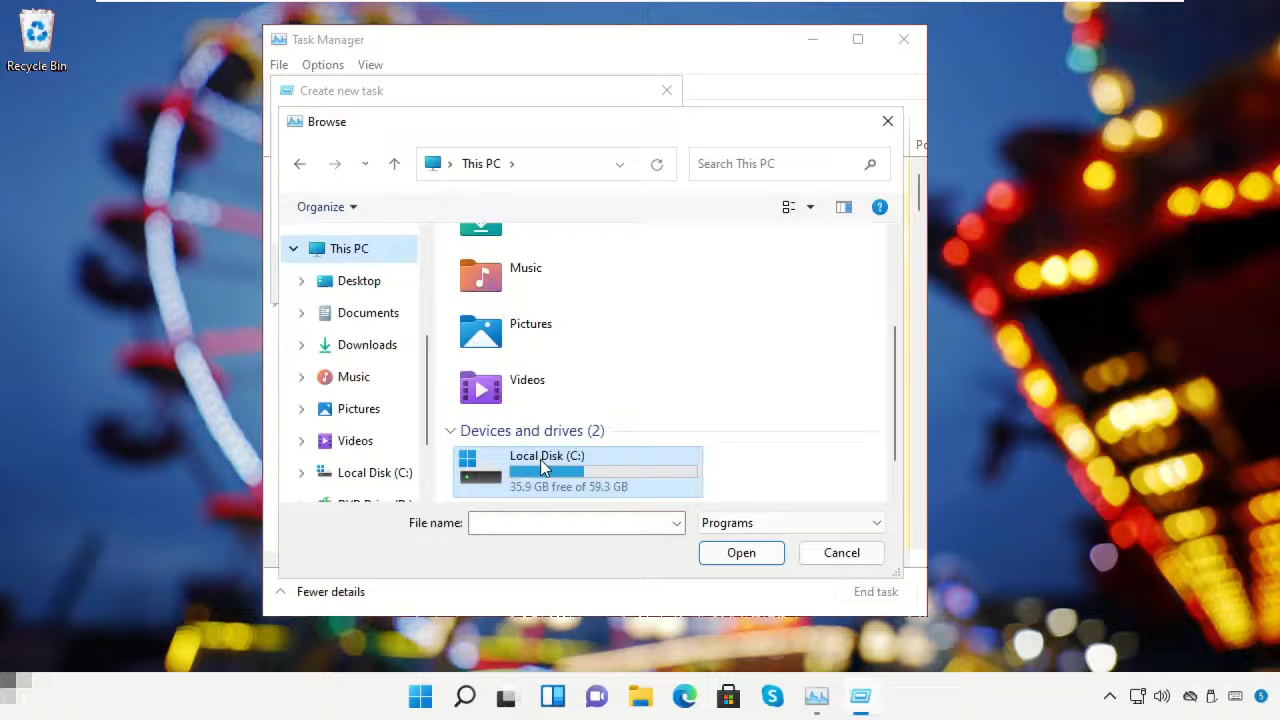 Recycle Bin
Task Manager
File Options View
Create new task
Browse
This PC
Search This PC
Organize
This PC
Desktop
Documents
Downloads
Music
Pictures
Videos
Local Disk (C:)
Music
Pictures
Videos
Devices and drives (2)
Local Disk (C:)
35.9 GB free of 59.3 GB
File name:
Programs
Open
Cancel
Fewer details
End task
5